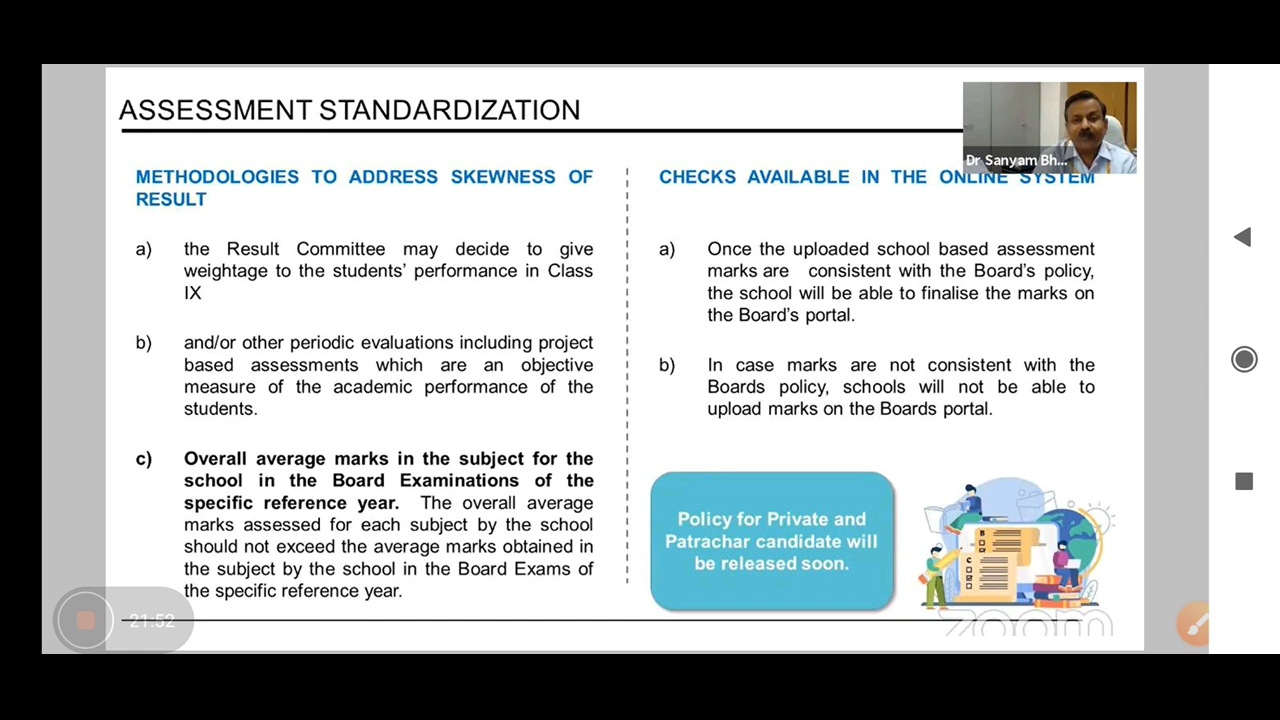 ASSESSMENT STANDARDIZATION
Dr Sanyam Bh...
METHODOLOGIES TO ADDRESS SKEWNESS OF
RESULT
a) the Result Committee may decide to give
weightage to the students' performance in Class
IX
b) and/or other periodic evaluations including project
based assessments which are an objective
measure of the academic performance of the
students.
c) Overall average marks in the subject for the
school in the Board Examinations of the
specific reference year. The overall average
marks assessed for each subject by the school
should not exceed the average marks obtained in
the subject by the school in the Board Exams of
the specific reference year.
21:52
CHECKS AVAILABLE IN THE ONLINE SYSTEM
a) Once the uploaded school based assessment
marks are consistent with the Board's policy,
the school will be able to finalise the marks on
the Board's portal.
b) In case marks are not consistent with the
Boards policy, schools will not be able to
upload marks on the Boards portal.
Policy for Private and
Patrachar candidate will
be released soon.
zoom